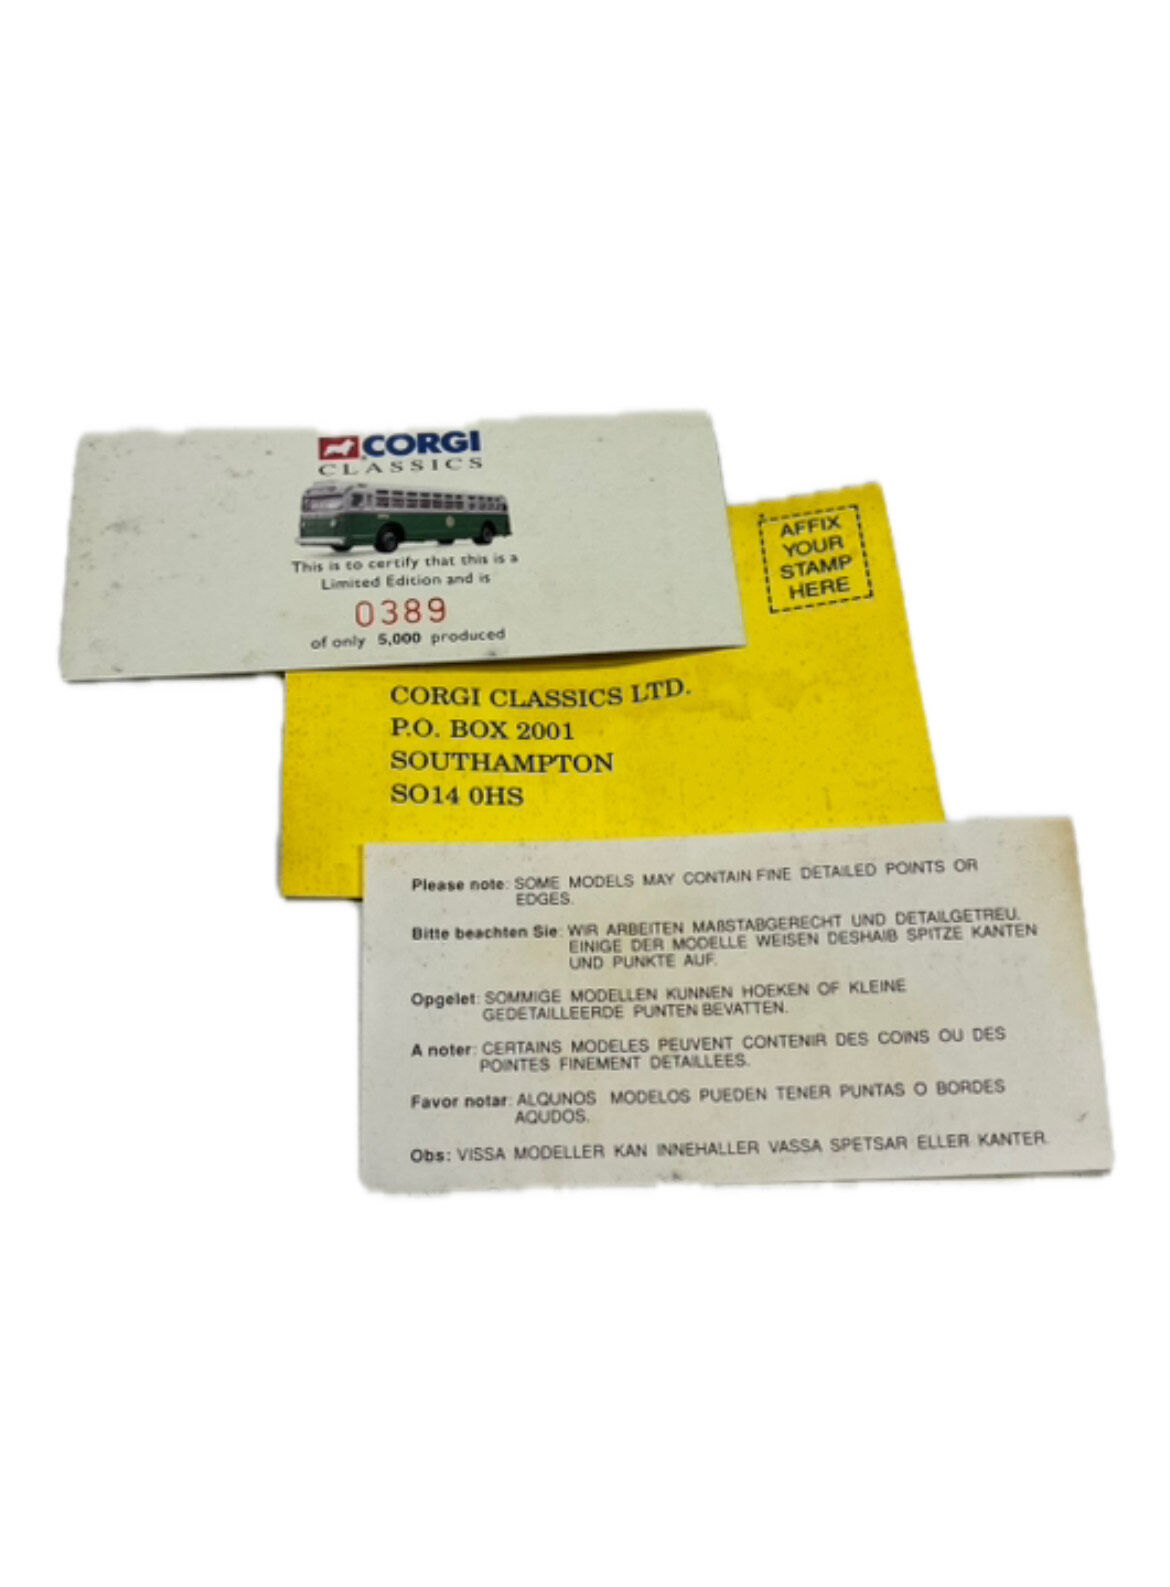 CORGI
CLASSICS
This is to certify that this is a
Limited Edition and is
0389
of only 5,000 produced
AFFIX
YOUR
STAMP
HERE
CORGI CLASSICS LTD.
P.O. BOX 2001
SOUTHAMPTON
SO14 0HS
Please note: SOME MODELS MAY CONTAIN FINE DETAILED POINTS OR
EDGES.
Bitte beachten Sie: WIR ARBEITEN MAßSTABGERECHT UND DETAILGETREU.
EINIGE DER MODELLE WEISEN DESHAIB SPITZE KANTEN
UND PUNKTE AUF.
Opgelet: SOMMIGE MODELLEN KUNNEN HOEKEN OF KLEINE
GEDETAILLEERDE PUNTEN BEVATTEN.
A noter: CERTAINS MODELES PEUVENT CONTENIR DES COINS OU DES
POINTES FINEMENT DETAILLEES.
Favor notar: ALQUNOS MODELOS PUEDEN TENER PUNTAS O BORDES
AQUDOS.
Obs: VISSA MODELLER KAN INNEHALLER VASSA SPETSAR ELLER KANTER.